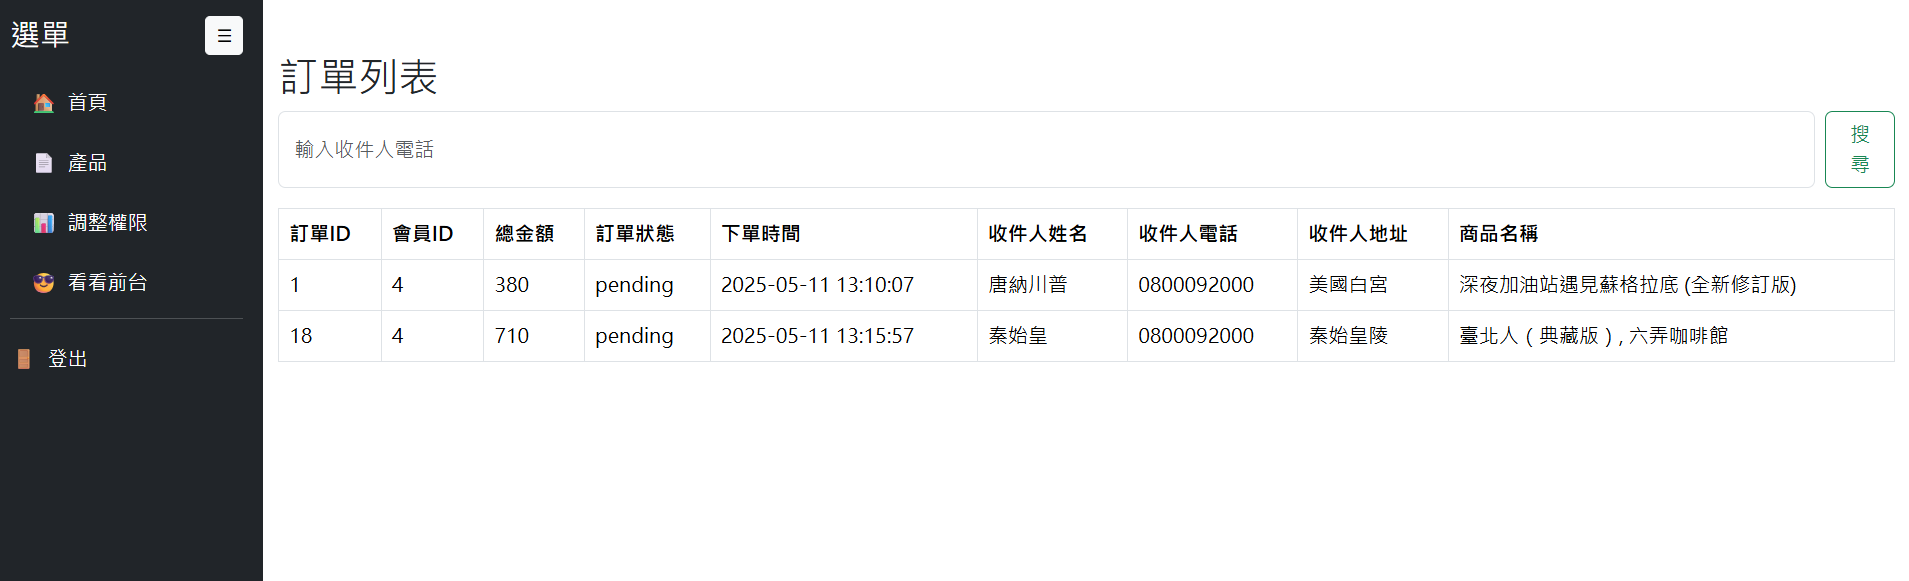 選單
☰
首頁
產品
調整權限
看看前台
登出
訂單列表
輸入收件人電話
搜
尋
訂單ID 會員ID 總金額 訂單狀態 下單時間 收件人姓名 收件人電話 收件人地址 商品名稱
1 4 380 pending 2025-05-11 13:10:07 唐納川普 0800092000 美國白宮 深夜加油站遇見蘇格拉底 (全新修訂版)
18 4 710 pending 2025-05-11 13:15:57 秦始皇 0800092000 秦始皇陵 臺北人（典藏版）, 六弄咖啡館